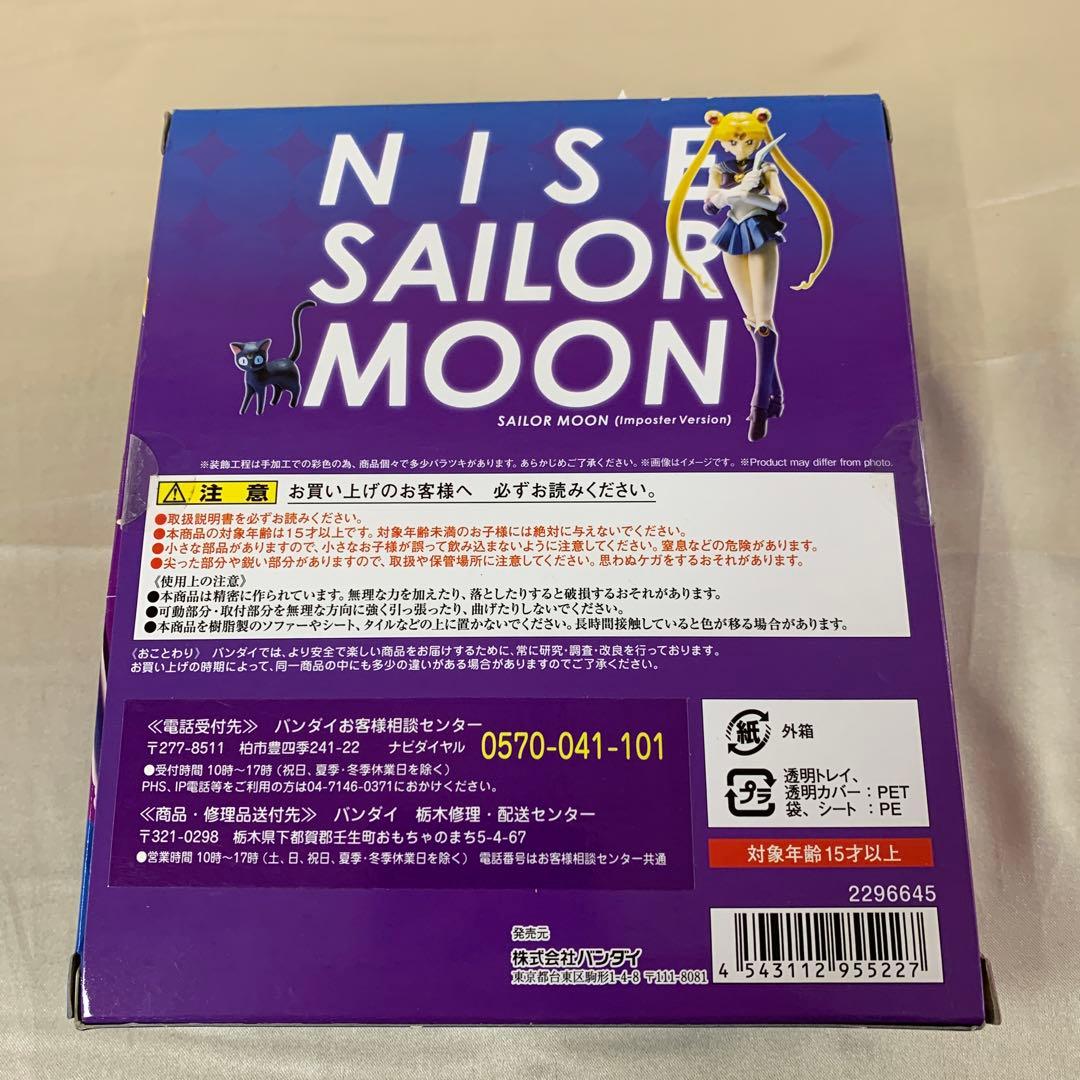 NISE
SAILOR
MOON
SAILOR MOON (Imposter Version)
※装飾工程は手加工での彩色の為、商品個々で多少バラツキがあります。あらかじめご了承ください。※画像はイメージです。 ※Product may differ from photo.
注意 お買い上げのお客様へ 必ずお読みください。
●取扱説明書を必ずお読みください。
●本商品の対象年齢は15才以上です。対象年齢未満のお子様には絶対に与えないでください。
●小さな部品がありますので、小さなお子様が誤って飲み込まないように注意してください。窒息などの危険があります。
●尖った部分や鋭い部分がありますので、取扱や保管場所に注意してください。思わぬケガをするおそれがあります。
《使用上の注意》
●本商品は精密に作られています。無理な力を加えたり、落としたりすると破損するおそれがあります。
●可動部分・取付部分を無理な方向に強く引っ張ったり、曲げたりしないでください。
●本商品を樹脂製のソファーやシート、タイルなどの上に置かないでください。長時間接触していると色が移る場合があります。
《おことわり》 バンダイでは、より安全で楽しい商品をお届けするために、常に研究・調査・改良を行っております。
お買い上げの時期によって、同一商品の中にも多少の違いがある場合がありますのでご了承ください。
≪電話受付先≫ バンダイお客様相談センター
〒277-8511 柏市豊四季241-22 ナビダイヤル 0570-041-101
●受付時間 10時〜17時 (祝日、夏季・冬季休業日を除く)
PHS、IP電話等をご利用の方は04-7146-0371におかけください。
≪商品・修理品送付先≫ バンダイ 栃木修理・配送センター
〒321-0298 栃木県下都賀郡壬生町おもちゃのまち5-4-67
●営業時間 10時〜17時 (土、日、祝日、夏季・冬季休業日を除く) 電話番号はお客様相談センター共通
紙 外箱
プラ 透明トレイ、
透明カバー：PET
袋、シート：PE
対象年齢15才以上
2296645
4 543112 955227
発売元
株式会社バンダイ
東京都台東区駒形1-4-8 〒111-8081